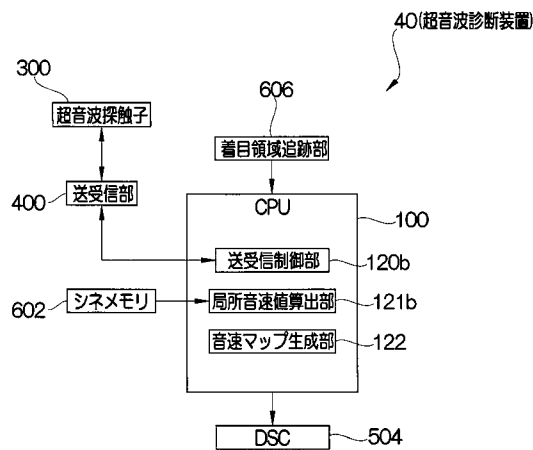 40(超音波診断装置)
300
超音波探触子
606
着目領域追跡部
400
送受信部
CPU
100
送受信制御部
120b
602
シネメモリ
局所音速値算出部
121b
音速マップ生成部
122
DSC
504